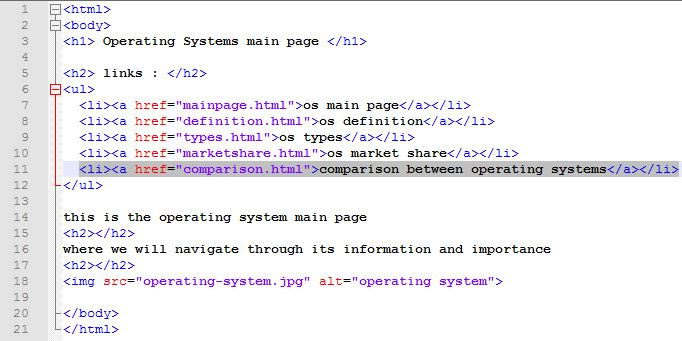 1 <html>
2 <body>
3 <h1> Operating Systems main page </h1>
4
5 <h2> links : </h2>
6 <ul>
7 <li><a href="mainpage.html">os main page</a></li>
8 <li><a href="definition.html">os definition</a></li>
9 <li><a href="types.html">os types</a></li>
10 <li><a href="marketshare.html">os market share</a></li>
11 <li><a href="comparison.html">comparison between operating systems</a></li>
12 </ul>
13
14 this is the operating system main page
15 <h2></h2>
16 where we will navigate through its information and importance
17 <h2></h2>
18 <img src="operating-system.jpg" alt="operating system">
19
20 </body>
21 </html>